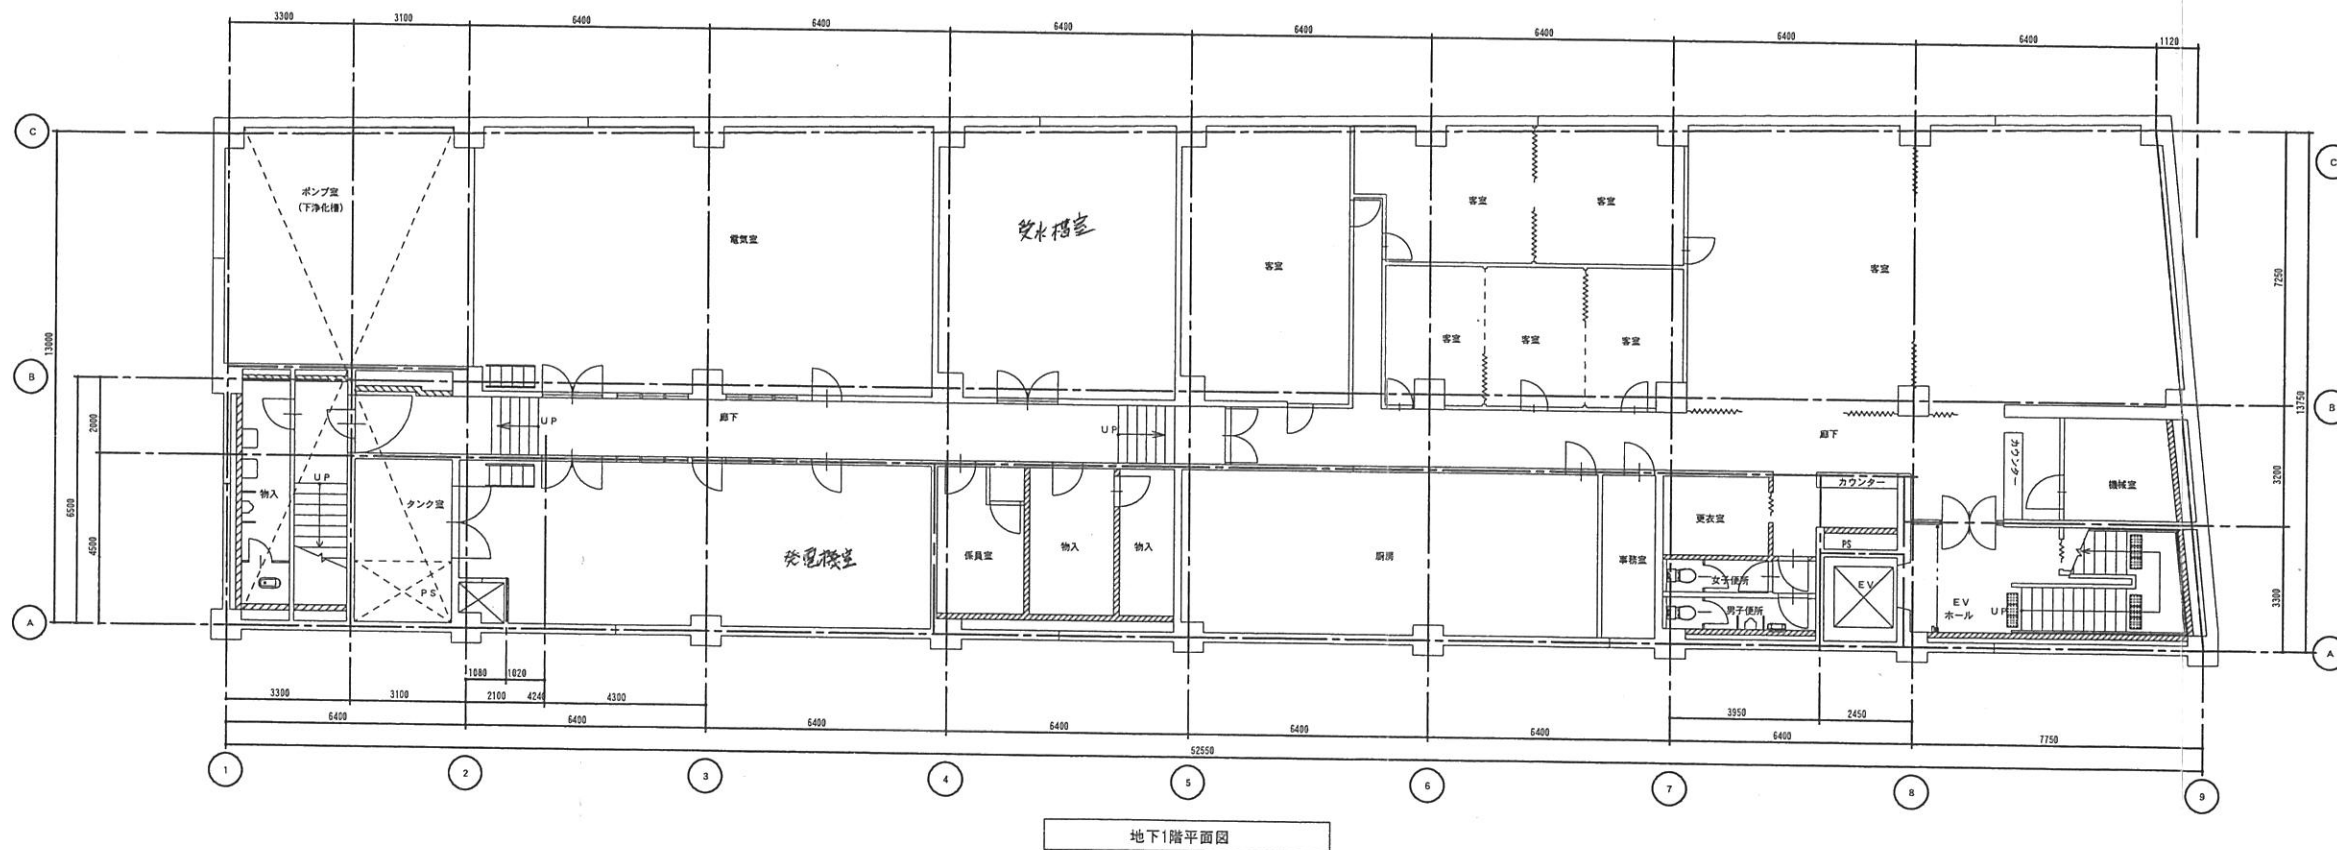 3300
3100
6400
6400
6400
6400
6400
6400
6400
1120
C
C
ポンプ室
(下浄化槽)
電気室
受水槽室
客室
客室
客室
客室
客室
客室
客室
13000
7250
13750
B
B
2000
6500
4500
3200
3300
UP
廊下
UP
廊下
カウンター
カウンター
機械室
物入
UP
タンク室
PS
発電機室
係員室
物入
物入
厨房
事務室
更衣室
女子便所
男子便所
PS
EV
EV
ホール
UP
A
A
1080
1020
3300
3100
2100
4240
4300
3950
2450
6400
6400
6400
6400
6400
6400
6400
7750
52550
1
2
3
4
5
6
7
8
9
地下1階平面図